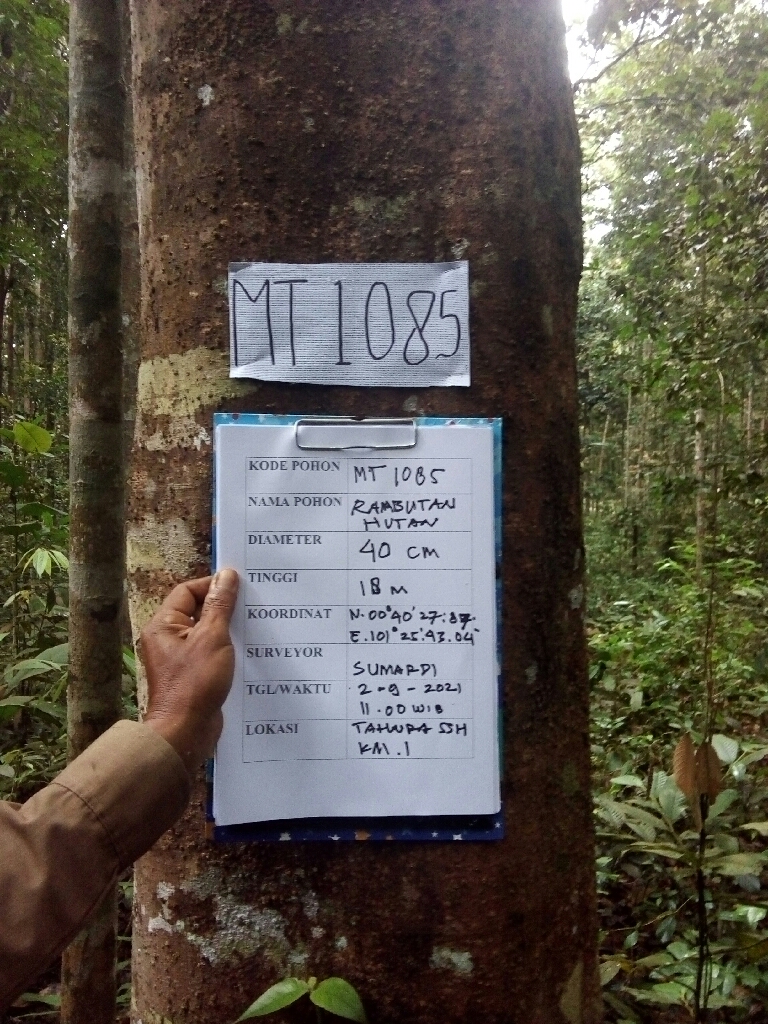 MT 1085
KODE POHON MT 1085
NAMA POHON RAMBUTAN
HUTAN
DIAMETER 40 CM
TINGGI 18 M
KOORDINAT N.00°40'27.87"
E.101°25'.43.04"
SURVEYOR SUMARDI
TGL/WAKTU 2-9-2021
11.00 WIB
LOKASI TAHURA SSH
KM.1